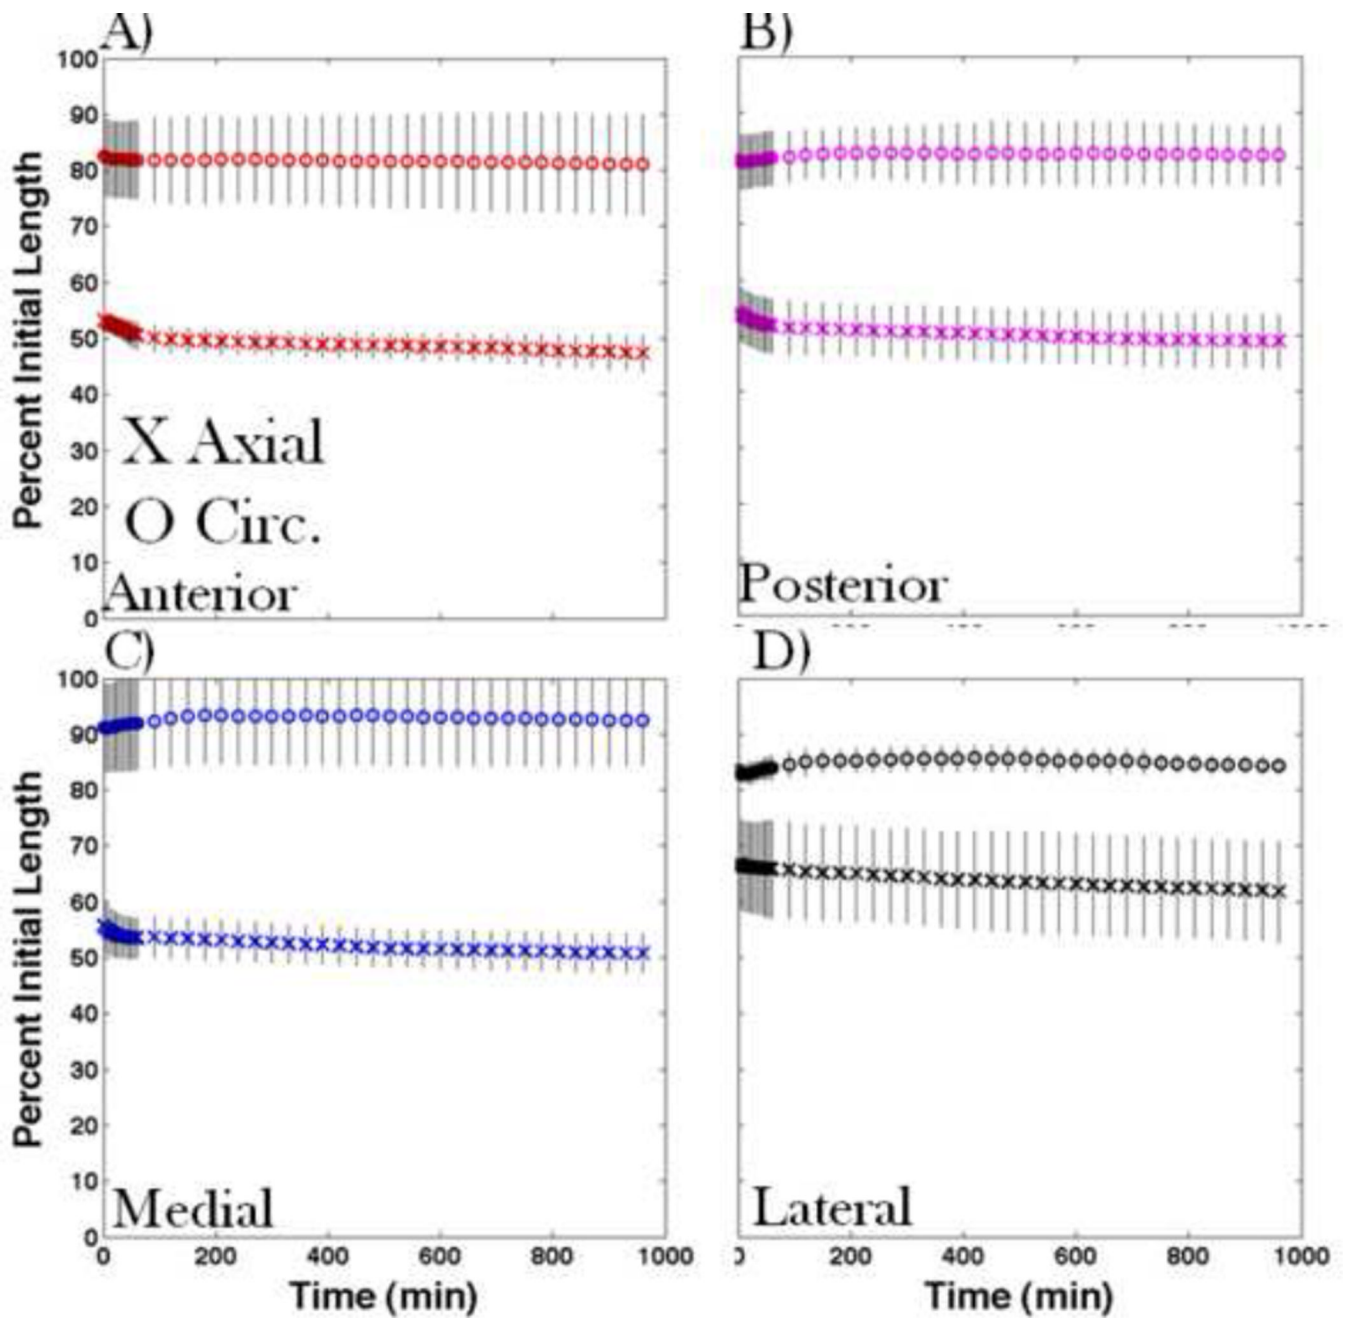 A)
100
90
80
70
60
50
40
30
20
10
0
Percent Initial Length
X Axial
O Circ.
Anterior
B)
Posterior
C)
100
90
80
70
60
50
40
30
20
10
0
Percent Initial Length
Medial
0 200 400 600 800 1000
Time (min)
D)
Lateral
200 400 600 800 1000
Time (min)